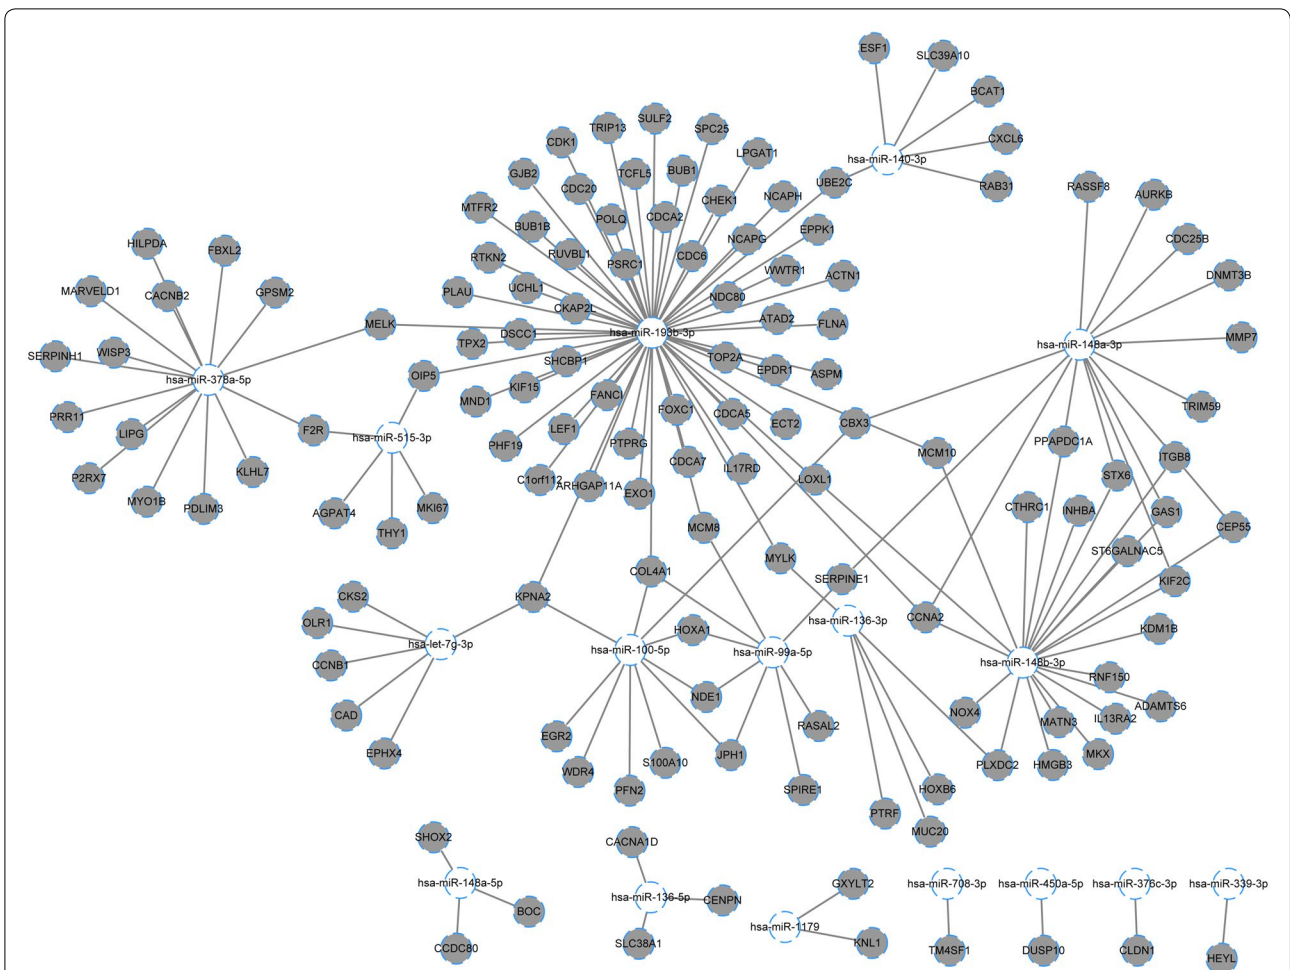 ESF1
SLC39A10
BCAT1
CXCL6
RAB31
hsa-miR-140-3p
UBE2C
SULF2
TRIP13
SPC25
CDK1
LPGAT1
GJB2
CDC20
TCFL5
BUB1
CHEK1
NCAPH
MTFR2
BUB1B
POLQ
CDCA2
NCAPG
EPPK1
RTKN2
RUVBL1
PSRC1
CDC6
WWTR1
ACTN1
PLAU
UCHL1
CKAP2L
NDC80
ATAD2
FLNA
TPX2
DSCC1
hsa-miR-193b-3p
SHCBP1
TOP2A
EPDR1
ASPM
MND1
KIF15
FANCI
FOXC1
CDCA5
ECT2
CBX3
PHF19
LEF1
PTPRG
CDCA7
IL17RD
LOXL1
MCM10
C1orf112
ARHGAP11A
EXO1
MCM8
MYLK
COL4A1
SERPINE1
RASSF8
AURKB
CDC25B
DNMT3B
MMP7
hsa-miR-148a-3p
TRIM59
PPAPDC1A
ITGB8
STX6
CTHRC1
INHBA
GAS1
CEP55
ST6GALNAC5
KIF2C
CCNA2
KDM1B
hsa-miR-148b-3p
RNF150
ADAMTS6
IL13RA2
MATN3
NOX4
MKX
HMGB3
PLXDC2
HILPDA
FBXL2
MARVELD1
CACNB2
GPSM2
MELK
SERPINH1
WISP3
hsa-miR-378a-5p
OIP5
PRR11
LIPG
F2R
hsa-miR-515-3p
P2RX7
MYO1B
PDLIM3
KLHL7
AGPAT4
THY1
MKI67
CKS2
OLR1
KPNA2
hsa-let-7g-3p
CCNB1
CAD
EPHX4
hsa-miR-100-5p
HOXA1
hsa-miR-99a-5p
hsa-miR-136-3p
NDE1
EGR2
WDR4
PFN2
S100A10
JPH1
RASAL2
SPIRE1
PTRF
HOXB6
MUC20
SHOX2
hsa-miR-148a-5p
BOC
CCDC80
CACNA1D
hsa-miR-136-5p
CENPN
SLC38A1
GXYLT2
hsa-miR-1179
KNL1
hsa-miR-708-3p
TM4SF1
hsa-miR-450a-5p
DUSP10
hsa-miR-376c-3p
CLDN1
hsa-miR-339-3p
HEYL